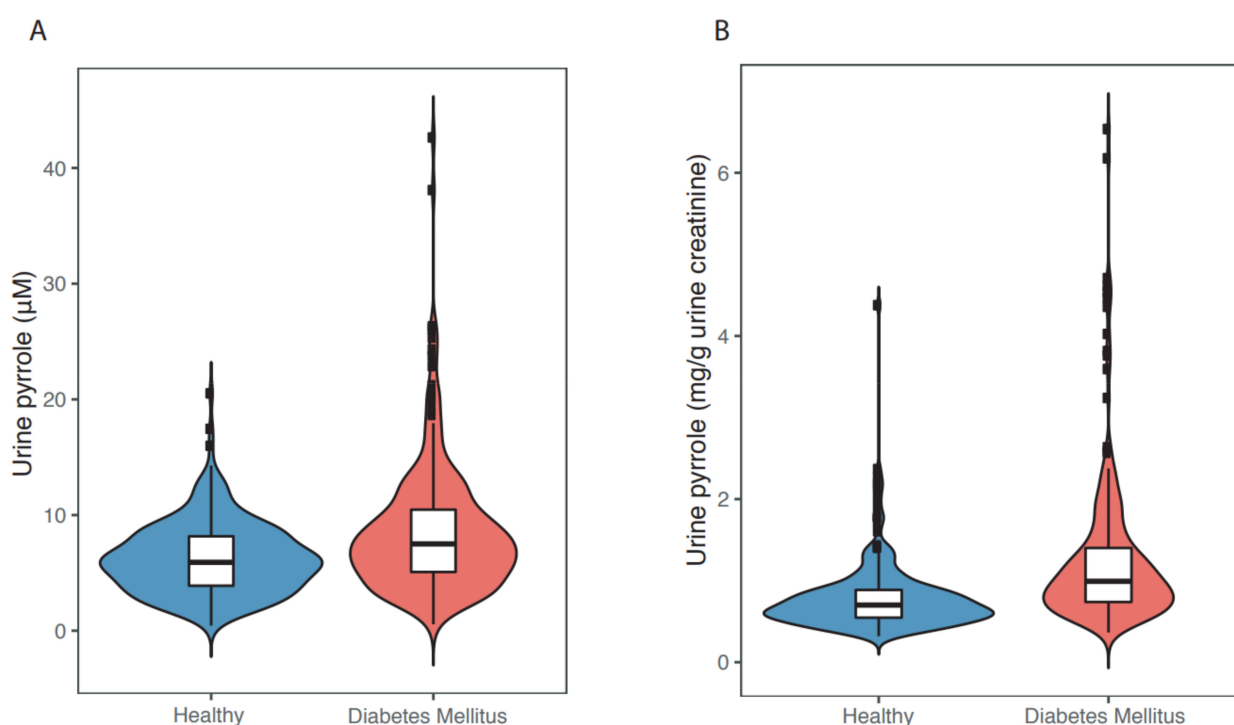 A
Urine pyrrole (µM)
40
30
20
10
0
Healthy
Diabetes Mellitus
B
Urine pyrrole (mg/g urine creatinine)
6
4
2
0
Healthy
Diabetes Mellitus